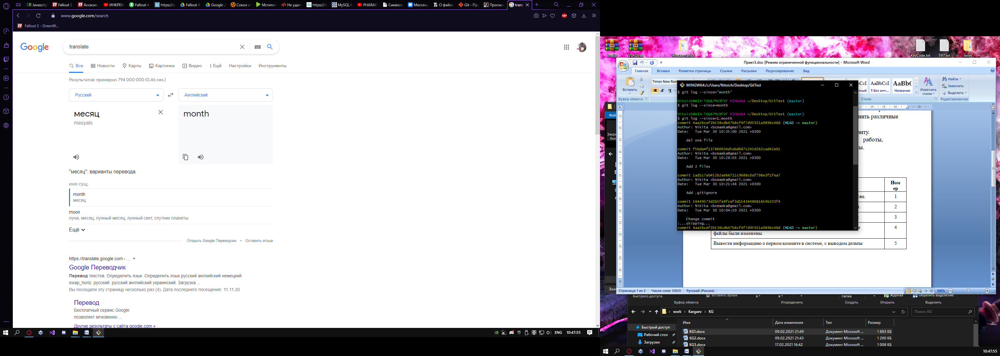 Javascrip
Fallout 3
Ассасин
ИНКРЕМ
Fallout 4:
https://a
Fallout 4
Google Д
Сокол и
Мстител
Не удает
https://ru
MySQL.R
PHARAO
Символы
Мессенд
О файле
Git - Прo
Просмот
trans
www.google.com/search
ABP
Fallout 3 - GreenW...
Google
translate
Все
Новости
Карты
Картинки
Видео
Ещё
Настройки
Инструменты
Результатов: примерно 794 000 000 (0,46 сек.)
Русский
Английский
месяц
mesyats
month
"месяц": варианты перевода
имя сущ.
month
месяц
moon
луна, месяц, лунный месяц, лунный свет, спутник планеты
Ещё
Открыть Google Переводчик • Оставить отзыв
https://translate.google.com › ...
Google Переводчик
Перевод текстов. Определить язык. Определить язык русский английский немецкий.
swap_horiz. русский. русский английский украинский. Загрузка ...
Вы посещали эту страницу несколько раз (4). Дата последнего посещения: 11.11.20
Перевод
Бесплатный сервис Google
позволяет мгновенно ...
Другие результаты с сайта google.com »
ENG
10:47:55
kr.zip
VLAD.rar
Новая папка
KeyCode.txt
597.txt
work
Практ3.doc [Режим ограниченной функциональности] - Microsoft Word
Главная
Вставка
Разметка страницы
Ссылки
Рассылки
Рецензирование
Вид
Вставить
Буфер обмена
Times New Ron
Ж К Ч
AaBbCcI
AaBbC
¶ Без инт...
Название
Изменить
стили
Стили
Найти
Заменить
Выделить
Редактирование
MINGW64:/c/Users/Nitoich/Desktop/GitTest
$ git log --since="month"
Nitoich@WIN-TUQ67MU9FVF MINGW64 ~/Desktop/GitTest (master)
$ git log --since=month
Nitoich@WIN-TUQ67MU9FVF MINGW64 ~/Desktop/GitTest (master)
$ git log --since=1.month
commit 4aa26cef2b538cdb47b8cf4f7d95921a989bc48d (HEAD -> master)
Author: Nikita <bcmamka@gmail.com>
Date:   Tue Mar 30 10:35:00 2021 +0300
del one file
commit f5bda4f137860034d5ebd687c245d262cad42e01
Author: Nikita <bcmamka@gmail.com>
Date:   Tue Mar 30 10:28:03 2021 +0300
Add 2 files
commit 1ad1c7a0452b2a666711c9688c0af798e3f1fea7
Author: Nikita <bcmamka@gmail.com>
Date:   Tue Mar 30 10:21:48 2021 +0300
Add .gitignore
commit 56449573d2b5fa9fcef3d1543448661654b333f4
Author: Nikita <bcmamka@gmail.com>
Date:   Tue Mar 30 10:04:10 2021 +0300
Change commit
:...skipping...
commit 4aa26cef2b538cdb47b8cf4f7d95921a989bc48d (HEAD -> master)
нить различные
анту.
работы,
Ном
ер
1
2
3
4
файлы были изменены.
Вывести информацию о первом коммите в системе, с выводом дельты
5
Страница: 1 из 2
Число слов: 330/0
Русский (Россия)
100%
быстрого доступа
Вставить ярлык
папка
Журнал
Обратить выделение
Буфер обмена
Упорядочить
Создать
Открыть
Выделить
work › Kargaev › KG
Поиск: KG
Имя
Дата изменения
Тип
Размер
Быстрый доступ
Рабочий стол
Загрузки
KG1.docx 09.02.2021 21:49 Документ Microsoft ... 1 883 КБ
KG2.docx 09.02.2021 21:43 Документ Microsoft ... 1 200 КБ
KG3.docx 17.02.2021 16:42 Документ Microsoft ... 1 008 КБ
10:47:55